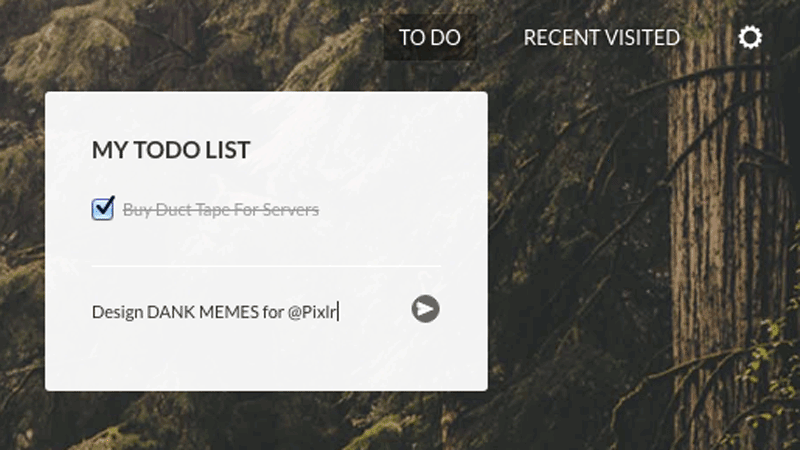 TO DO
RECENT VISITED
MY TODO LIST
Buy Duct Tape For Servers
Design DANK MEMES for @Pixlr